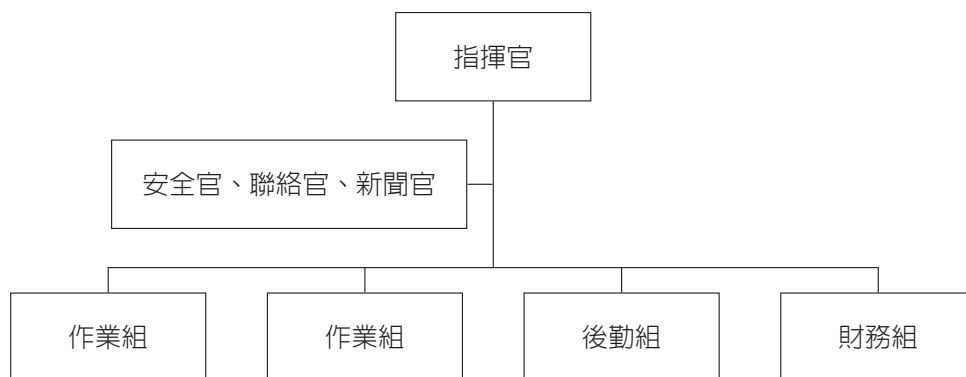 指揮官
安全官、聯絡官、新聞官
作業組
作業組
後勤組
財務組